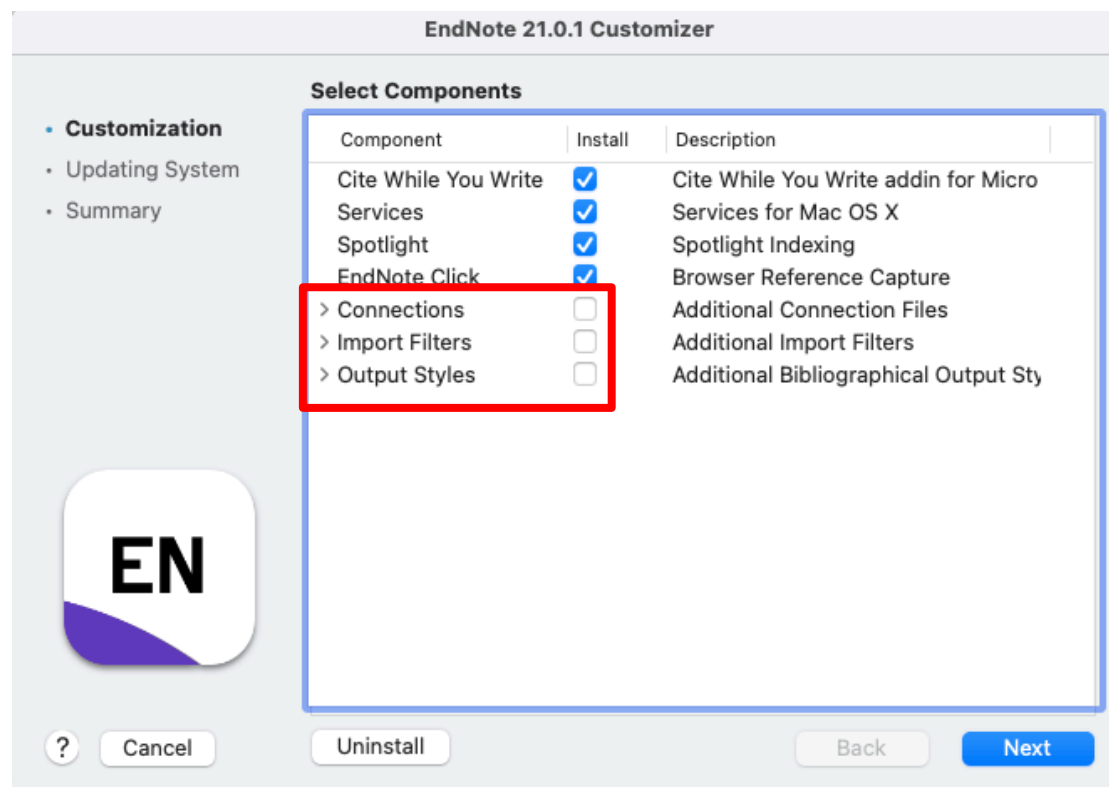 EndNote 21.0.1 Customizer
Select Components
• Customization
• Updating System
• Summary
Component Install Description
Cite While You Write Cite While You Write addin for Micro
Services Services for Mac OS X
Spotlight Spotlight Indexing
EndNote Click Browser Reference Capture
> Connections Additional Connection Files
> Import Filters Additional Import Filters
> Output Styles Additional Bibliographical Output Sty
EN
? Cancel Uninstall Back Next